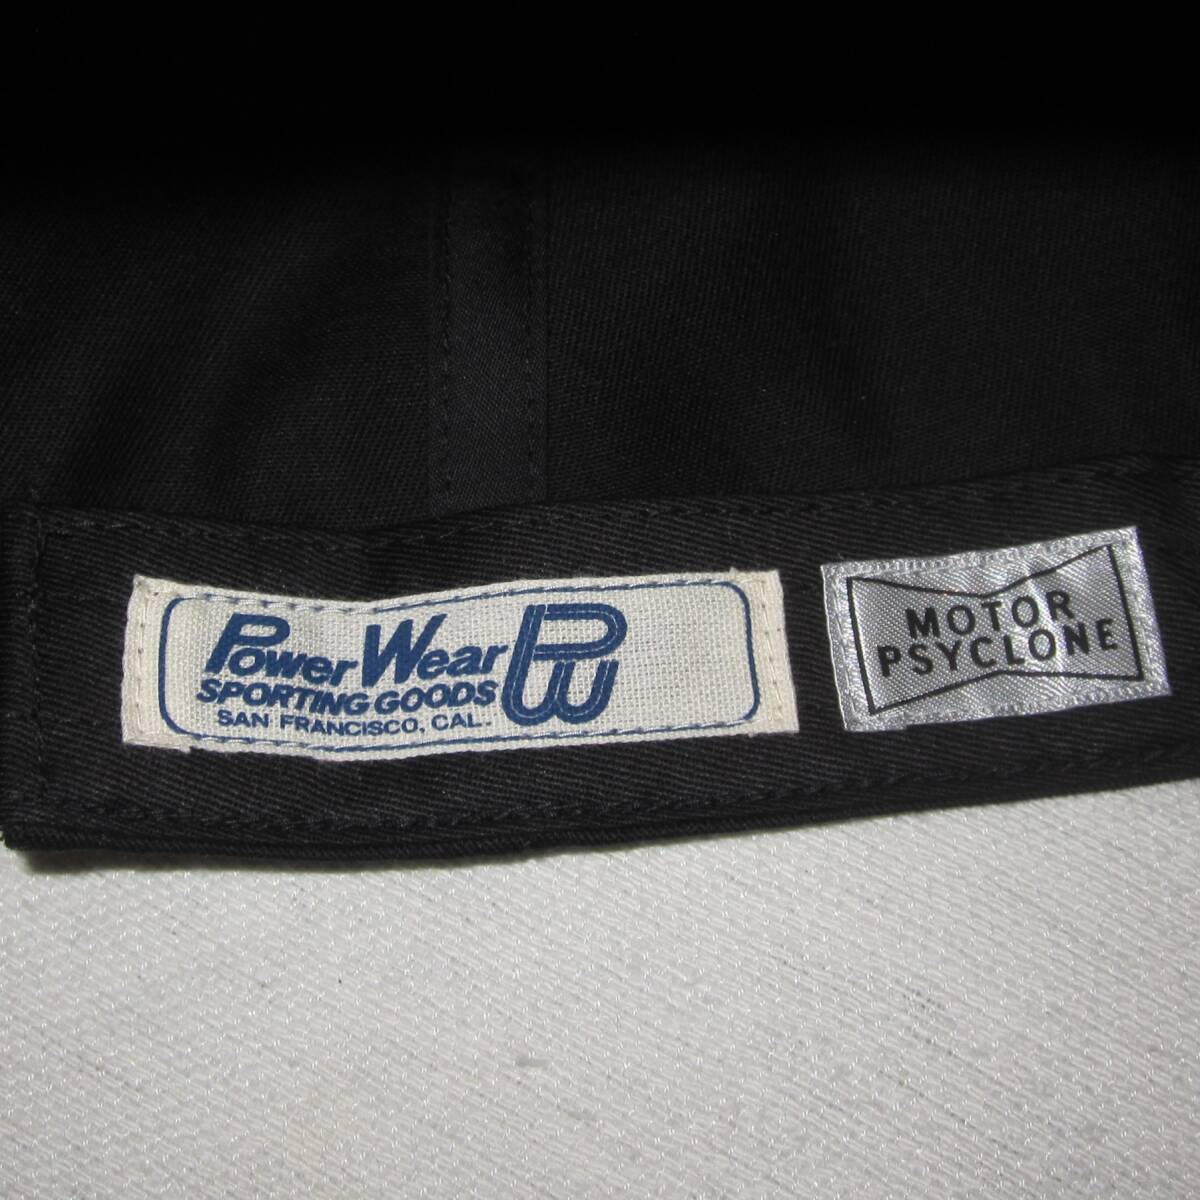 Power Wear
SPORTING GOODS
SAN FRANCISCO, CAL.
PW
MOTOR
PSYCLONE